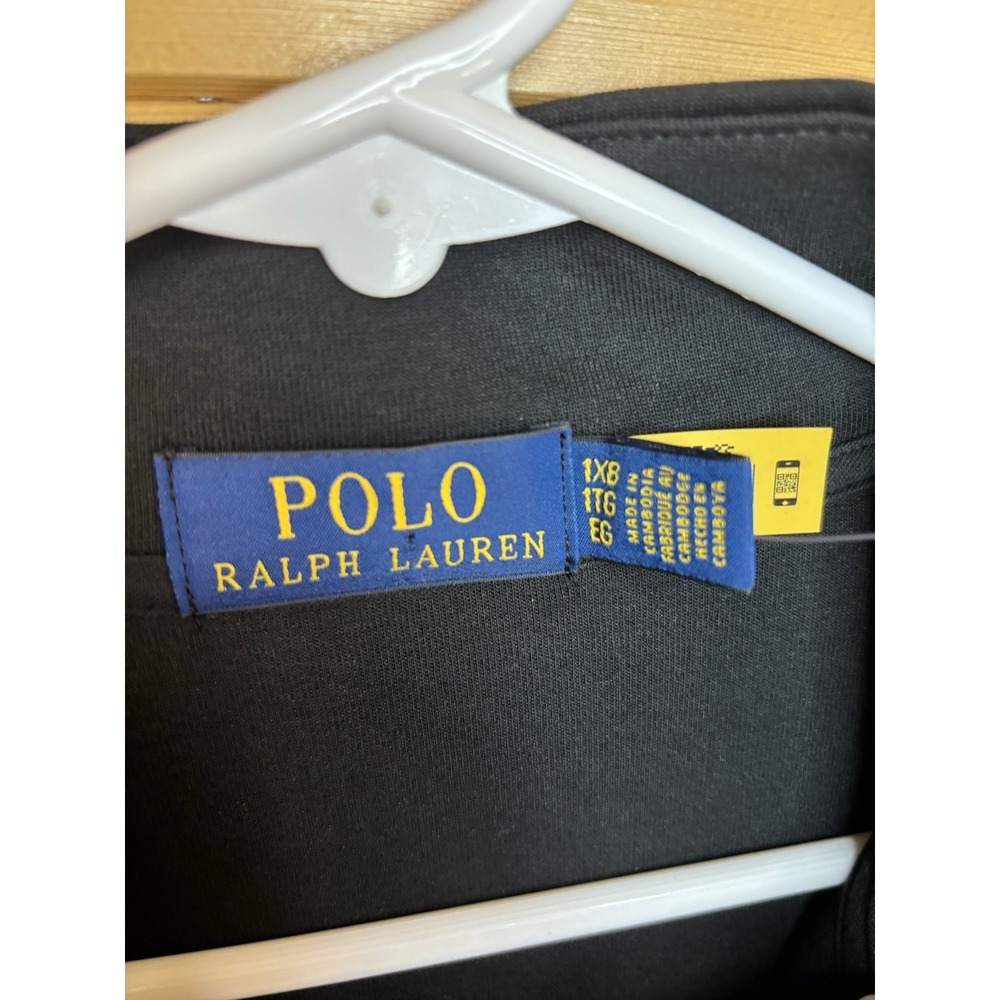 POLO
RALPH LAUREN
1XB
1TG
EG
MADE IN
CAMBODIA
FABRIQUÉ AU
CAMBODGE
HECHO EN
CAMBOYA